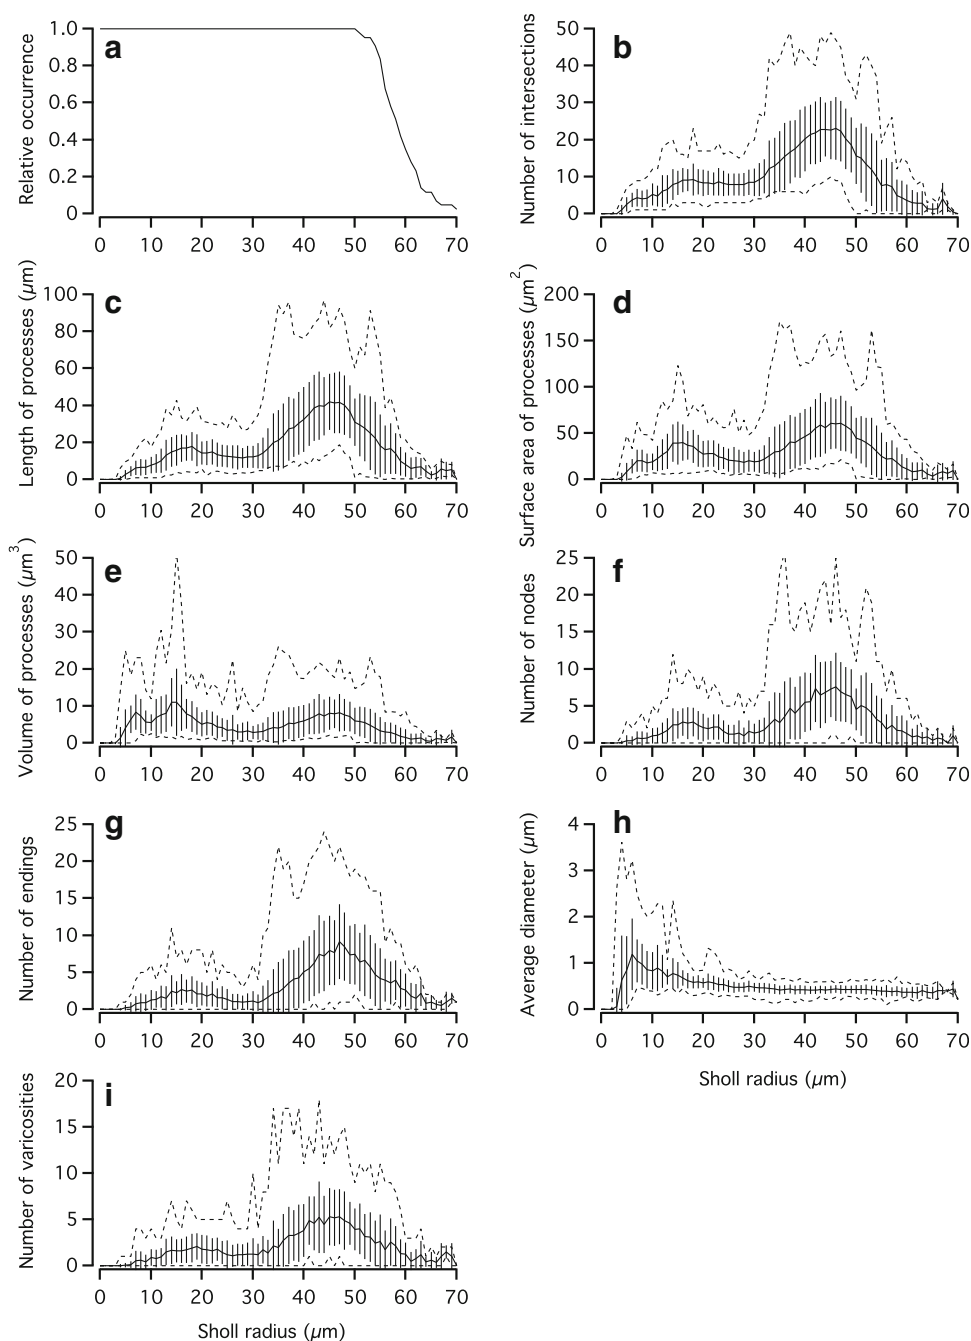 a
Relative occurrence
1.0
0.8
0.6
0.4
0.2
0
0 10 20 30 40 50 60 70
b
Number of intersections
50
40
30
20
10
0
0 10 20 30 40 50 60 70
c
Length of processes (µm)
100
80
60
40
20
0
0 10 20 30 40 50 60 70
d
Surface area of processes (µm²)
200
150
100
50
0
0 10 20 30 40 50 60 70
e
Volume of processes (µm³)
50
40
30
20
10
0
0 10 20 30 40 50 60 70
f
Number of nodes
25
20
15
10
5
0
0 10 20 30 40 50 60 70
g
Number of endings
25
20
15
10
5
0
0 10 20 30 40 50 60 70
h
Average diameter (µm)
4
3
2
1
0
0 10 20 30 40 50 60 70
Sholl radius (µm)
i
Number of varicosities
20
15
10
5
0
0 10 20 30 40 50 60 70
Sholl radius (µm)